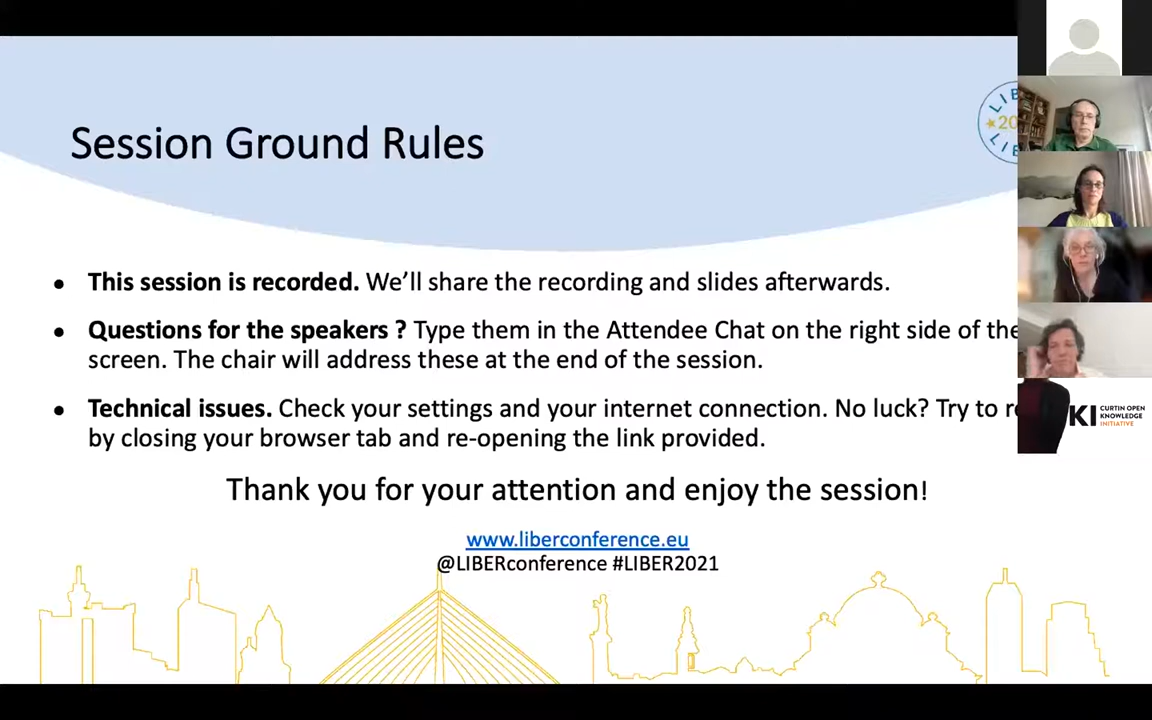 Session Ground Rules
LIB
20
LIB
• This session is recorded. We'll share the recording and slides afterwards.
• Questions for the speakers ? Type them in the Attendee Chat on the right side of the
screen. The chair will address these at the end of the session.
• Technical issues. Check your settings and your internet connection. No luck? Try to
by closing your browser tab and re-opening the link provided.
Thank you for your attention and enjoy the session!
www.liberconference.eu
@LIBERconference #LIBER2021
KI CURTIN OPEN
KNOWLEDGE
INITIATIVE